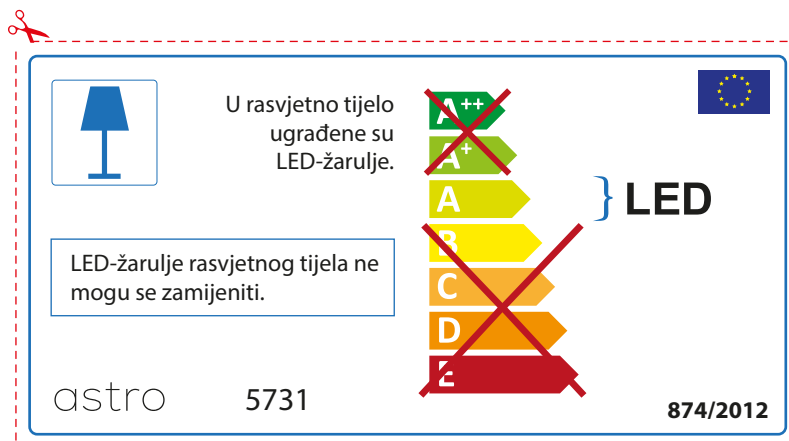 U rasvjetno tijelo
ugrađene su
LED-žarulje.
LED-žarulje rasvjetnog tijela ne
mogu se zamijeniti.
A++
A+
A
B
C
D
E
LED
astro
5731
874/2012